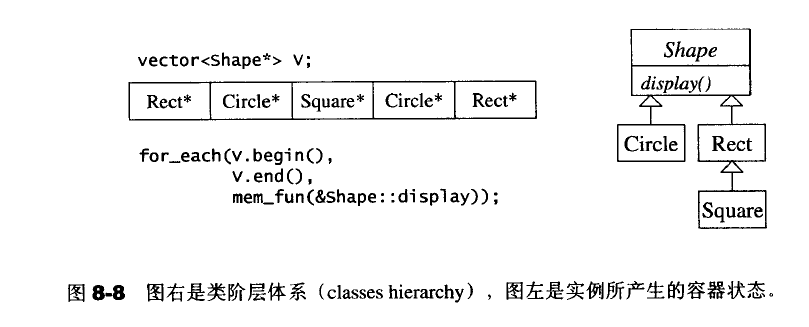 vector<Shape*> V;
Rect* Circle* Square* Circle* Rect*
for_each(V.begin(),
V.end(),
mem_fun(&Shape::display));
Shape
display()
Circle Rect
Square
图 8-8 图右是类阶层体系（classes hierarchy），图左是实例所产生的容器状态。